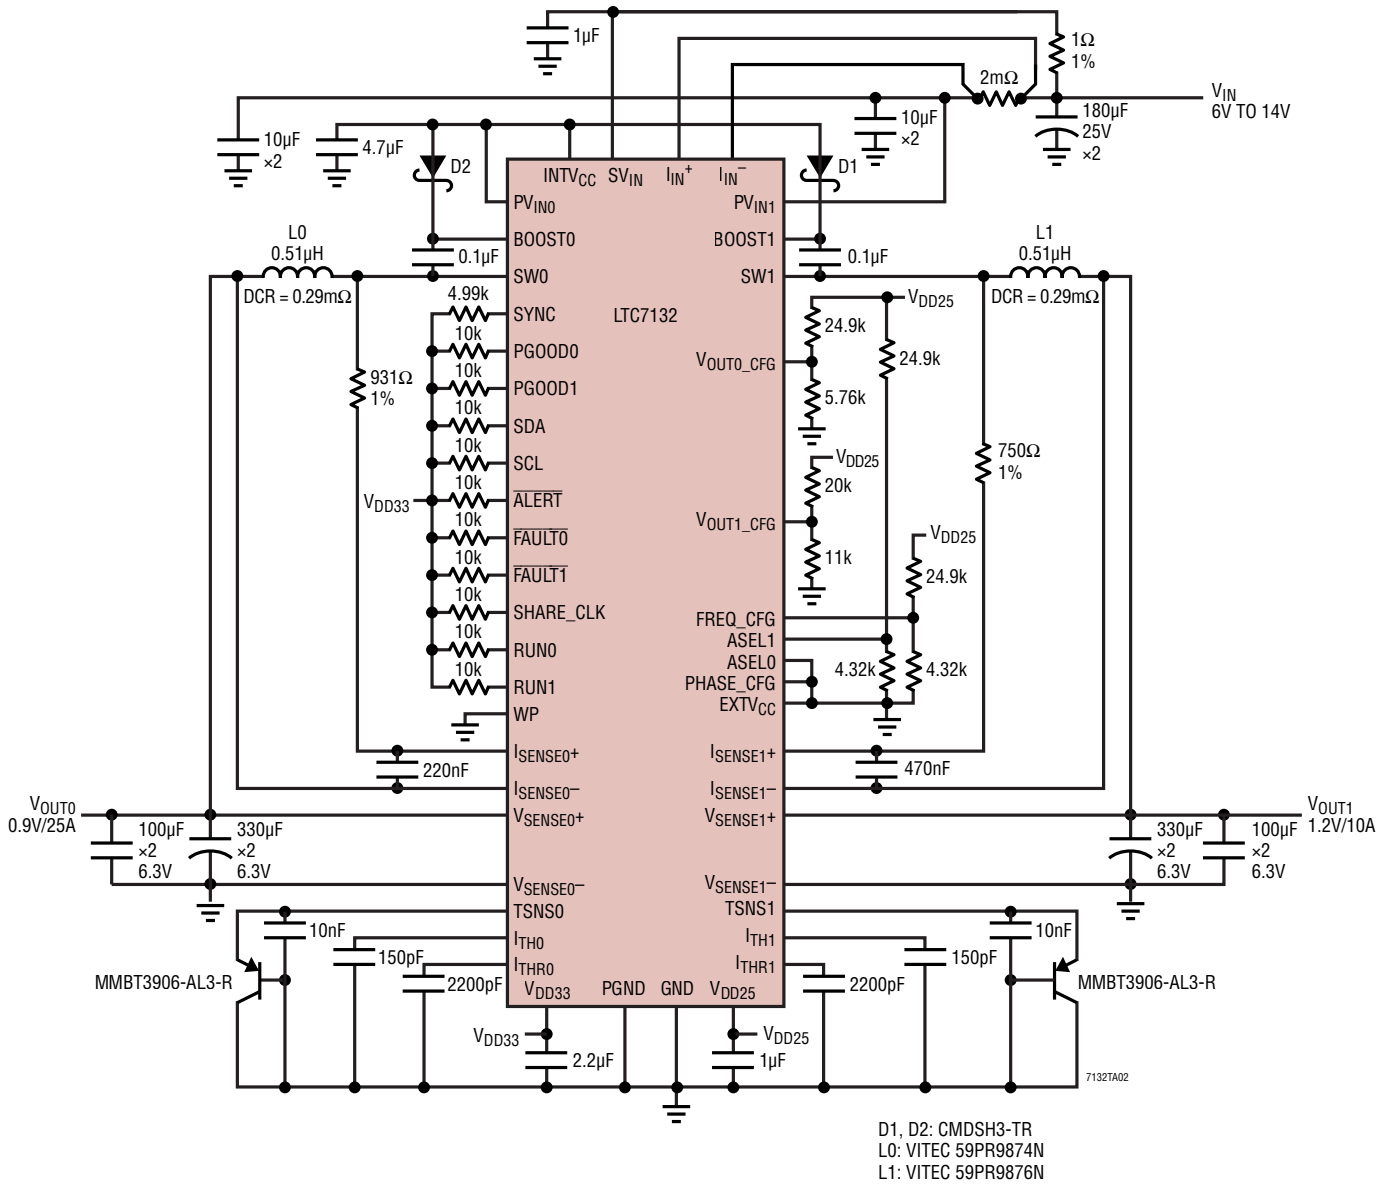 1µF
1Ω
1%
2mΩ
VIN
6V TO 14V
10µF
×2
4.7µF
D2
10µF
×2
180µF
25V
×2
D1
INTVCC
SVIN
IIN+
IIN–
PVIN0
PVIN1
L0
0.51µH
DCR = 0.29mΩ
BOOST0
0.1µF
SW0
BOOST1
0.1µF
SW1
L1
0.51µH
DCR = 0.29mΩ
LTC7132
4.99k
SYNC
10k
PGOOD0
10k
PGOOD1
10k
SDA
10k
SCL
10k
ALERT
VDD33
10k
FAULT0
10k
FAULT1
10k
SHARE_CLK
10k
RUN0
10k
RUN1
WP
931Ω
1%
VDD25
24.9k
24.9k
VOUT0_CFG
5.76k
VDD25
20k
VOUT1_CFG
11k
750Ω
1%
VDD25
24.9k
FREQ_CFG
ASEL1
ASEL0
PHASE_CFG
EXTVCC
4.32k
4.32k
ISENSE0+
220nF
ISENSE0–
VSENSE0+
ISENSE1+
470nF
ISENSE1–
VSENSE1+
VOUT0
0.9V/25A
100µF
×2
6.3V
330µF
×2
6.3V
VOUT1
1.2V/10A
330µF
×2
6.3V
100µF
×2
6.3V
VSENSE0–
VSENSE1–
TSNS0
TSNS1
10nF
10nF
ITH0
ITH1
150pF
150pF
ITHR0
ITHR1
2200pF
2200pF
MMBT3906-AL3-R
MMBT3906-AL3-R
VDD33
PGND
GND
VDD25
VDD33
2.2µF
VDD25
1µF
7132TA02
D1, D2: CMDSH3-TR
L0: VITEC 59PR9874N
L1: VITEC 59PR9876N